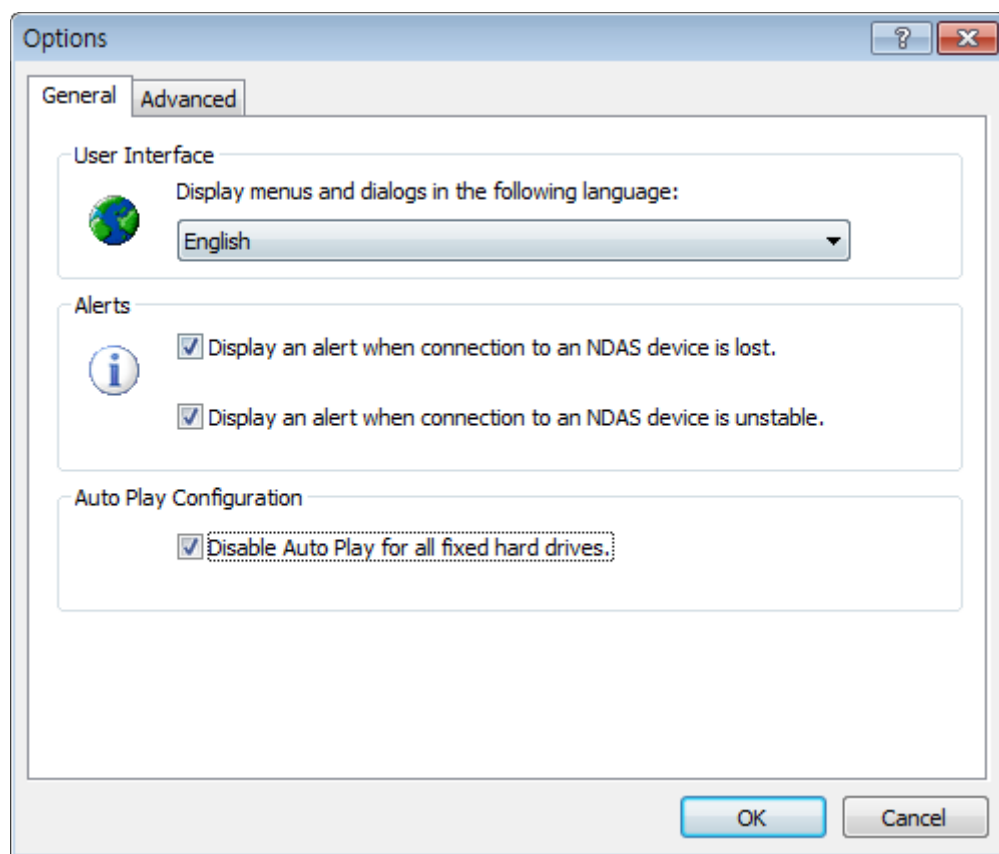 Options
General
Advanced
User Interface
Display menus and dialogs in the following language:
English
Alerts
Display an alert when connection to an NDAS device is lost.
Display an alert when connection to an NDAS device is unstable.
Auto Play Configuration
Disable Auto Play for all fixed hard drives.
OK
Cancel